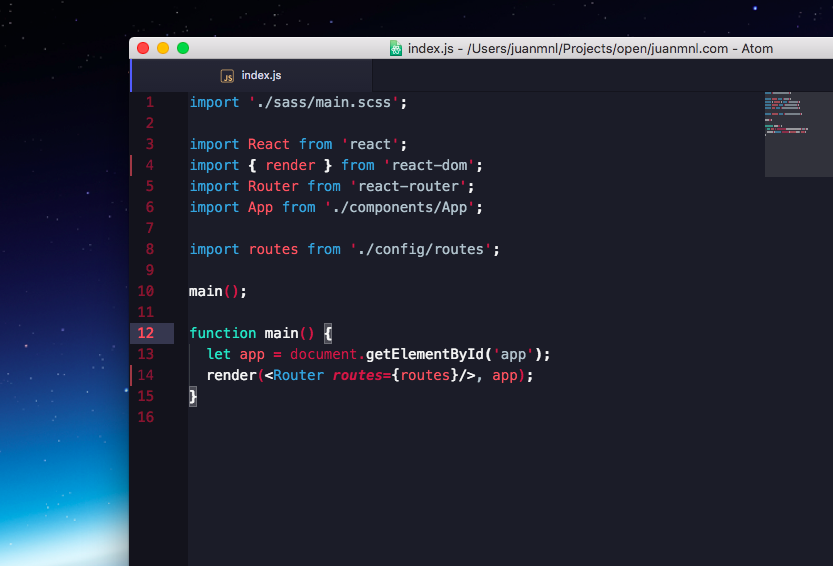 index.js - /Users/juanmnl/Projects/open/juanmnl.com - Atom
JS index.js
1 import './sass/main.scss';
2
3 import React from 'react';
4 import { render } from 'react-dom';
5 import Router from 'react-router';
6 import App from './components/App';
7
8 import routes from './config/routes';
9
10 main();
11
12 function main() {
13 let app = document.getElementById('app');
14 render(<Router routes={routes}/>, app);
15 }
16